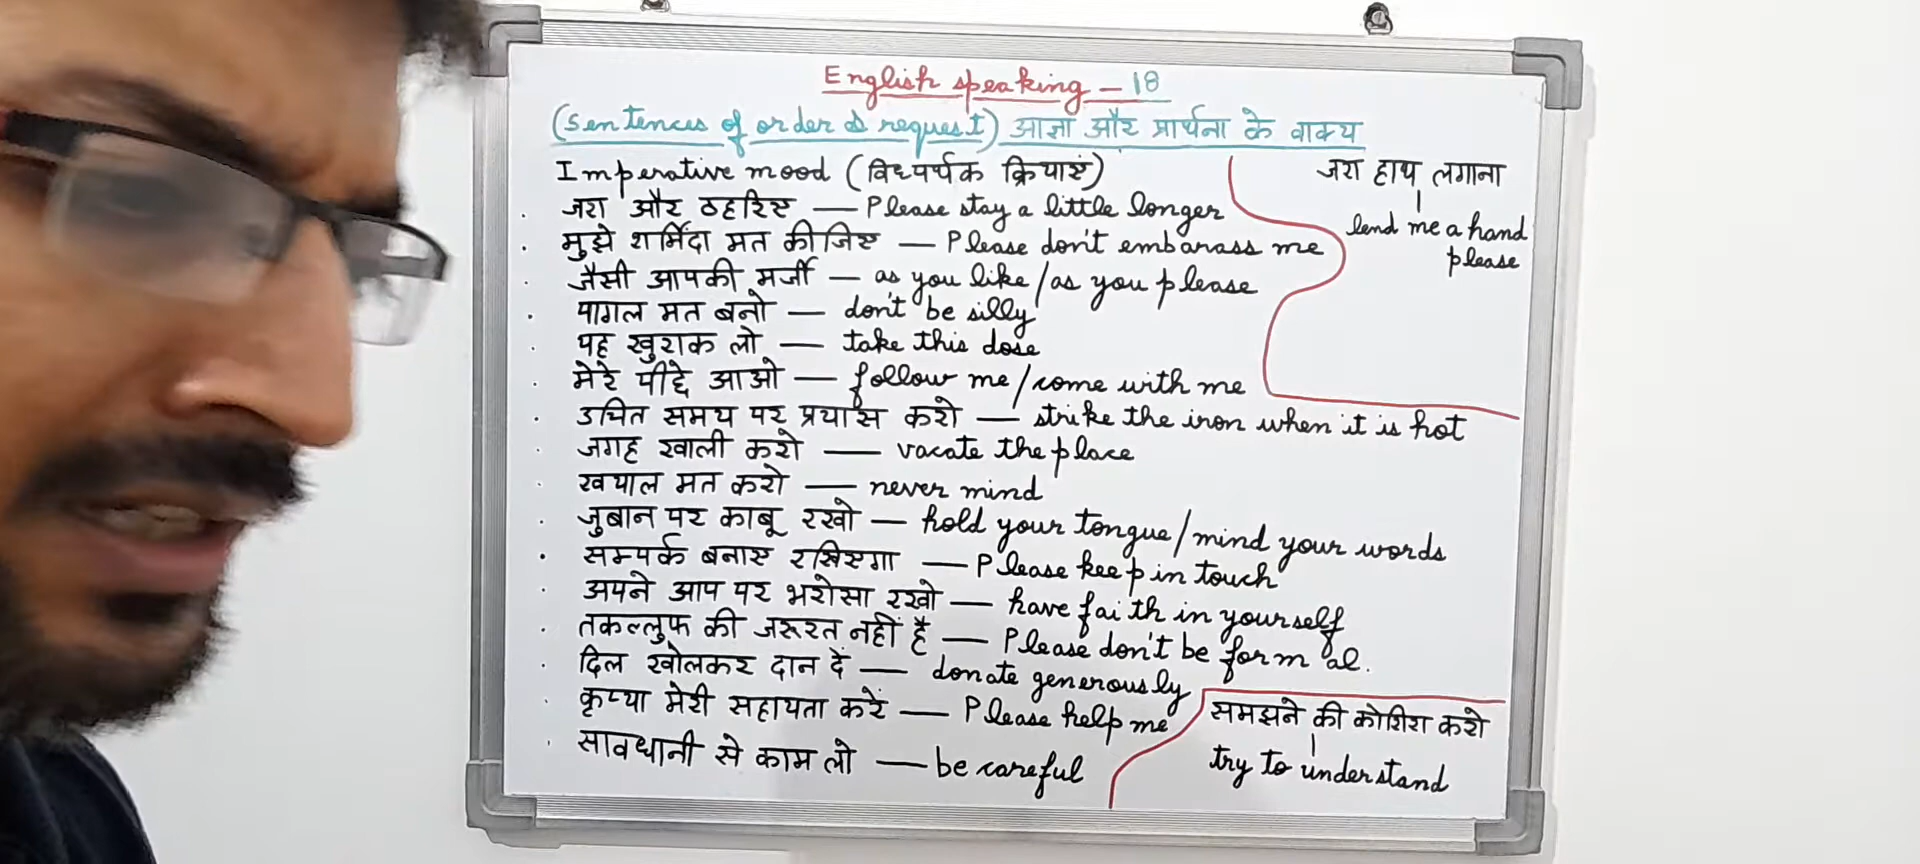 English speaking - 18
(Sentences of order & request) आज्ञा और प्रार्थना के वाक्य
Imperative mood (विध्यर्थक क्रियाएं)
जरा और ठहरिए — Please stay a little longer
मुझे शर्मिंदा मत कीजिए — Please don't embarass me
जैसी आपकी मर्जी — as you like/as you please
पागल मत बनो — don't be silly
यह खुराक लो — take this dose
मेरे पीछे आओ — follow me/come with me
उचित समय पर प्रयास करो — strike the iron when it is hot
जगह खाली करो — vacate the place
खयाल मत करो — never mind
जुबान पर काबू रखो — hold your tongue/mind your words
सम्पर्क बनाए रखिएगा — Please keep in touch
अपने आप पर भरोसा रखो — have faith in yourself
तकल्लुफ की जरूरत नहीं है — Please don't be formal.
दिल खोलकर दान दें — donate generously
कृप्या मेरी सहायता करें — Please help me
सावधानी से काम लो — be careful
जरा हाथ लगाना
lend me a hand
please
समझने की कोशिश करो
try to understand